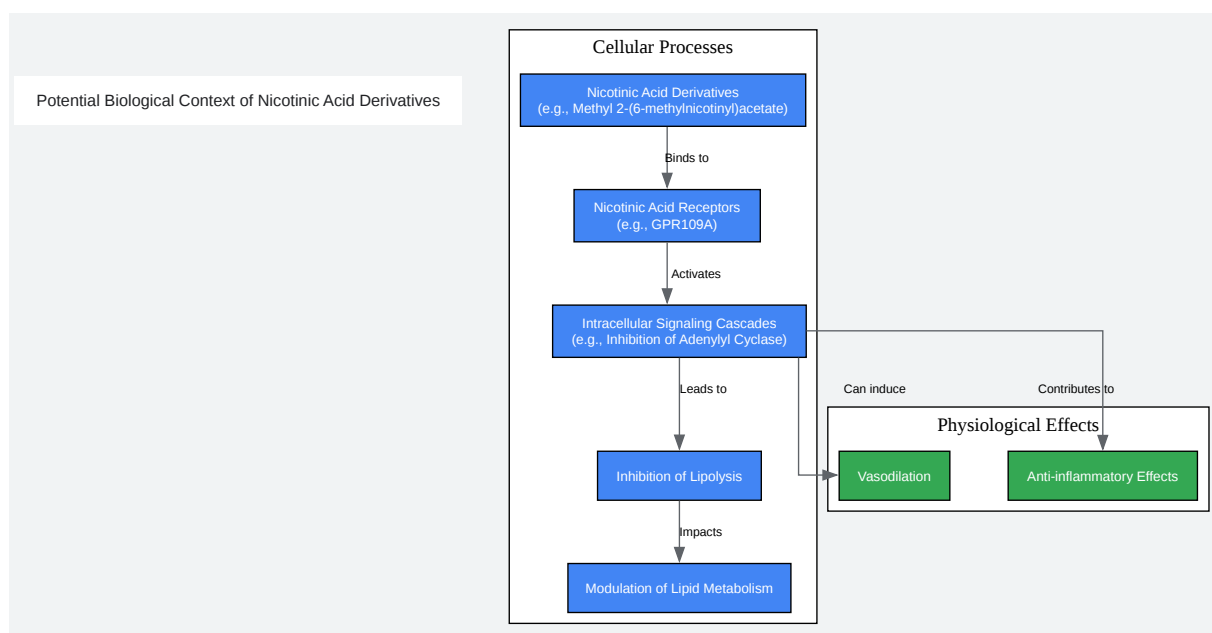 Cellular Processes
Potential Biological Context of Nicotinic Acid Derivatives
Nicotinic Acid Derivatives
(e.g., Methyl 2-(6-methylnicotinyl)acetate)
Binds to
Nicotinic Acid Receptors
(e.g., GPR109A)
Activates
Intracellular Signaling Cascades
(e.g., Inhibition of Adenylyl Cyclase)
Leads to
Can induce
Contributes to
Physiological Effects
Inhibition of Lipolysis
Vasodilation
Anti-inflammatory Effects
Impacts
Modulation of Lipid Metabolism